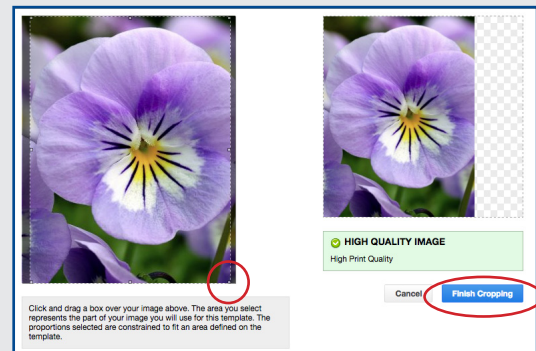 HIGH QUALITY IMAGE
High Print Quality
Cancel
Finish Cropping
Click and drag a box over your image above. The area you select
represents the part of your image you will use for this template. The
proportions selected are constrained to fit an area defined on the
template.